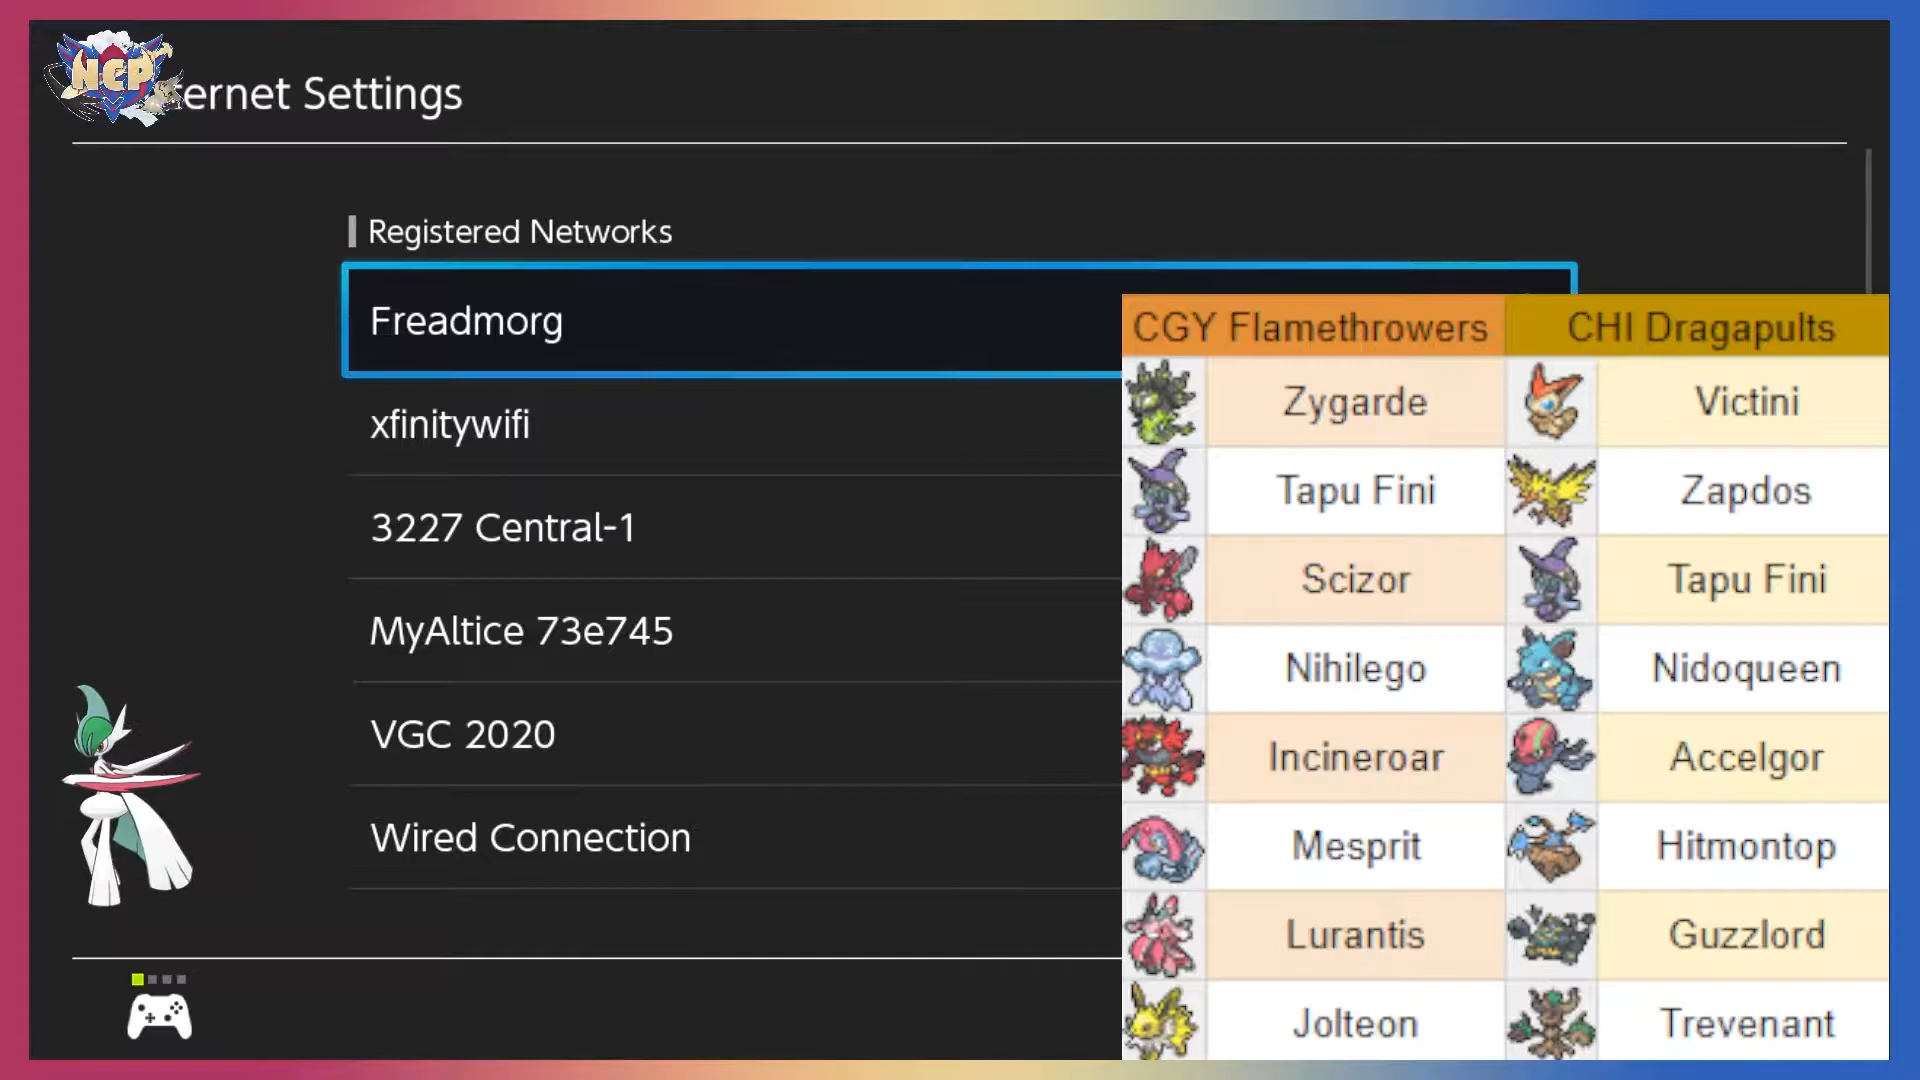 NCP
ernet Settings
Registered Networks
Freadmorg
xfinitywifi
3227 Central-1
MyAltice 73e745
VGC 2020
Wired Connection
CGY Flamethrowers CHI Dragapults
Zygarde Victini
Tapu Fini Zapdos
Scizor Tapu Fini
Nihilego Nidoqueen
Incineroar Accelgor
Mesprit Hitmontop
Lurantis Guzzlord
Jolteon Trevenant